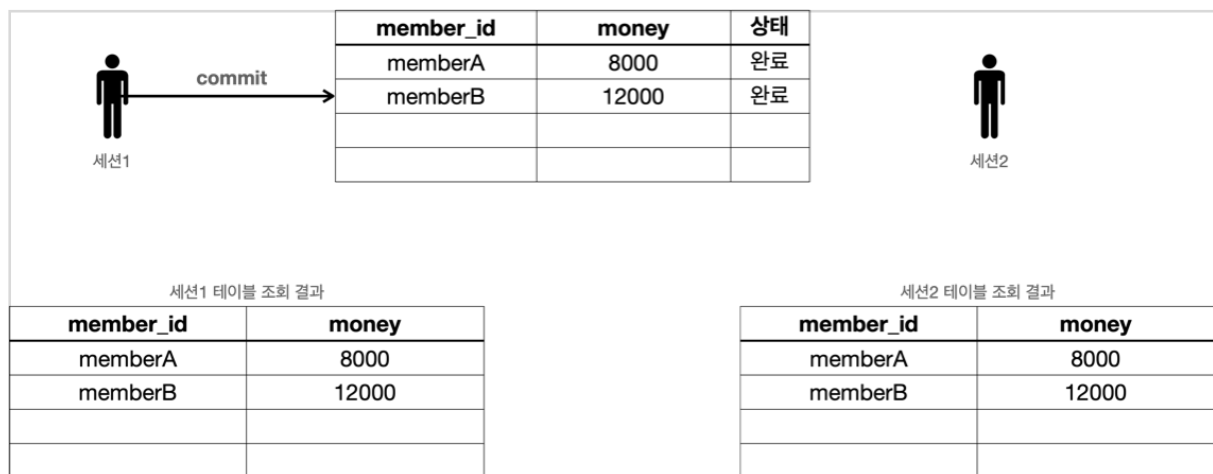 member_id money 상태
memberA 8000 완료
commit
memberB 12000 완료
세션1
세션2
세션1 테이블 조회 결과
member_id money
memberA 8000
memberB 12000
세션2 테이블 조회 결과
member_id money
memberA 8000
memberB 12000